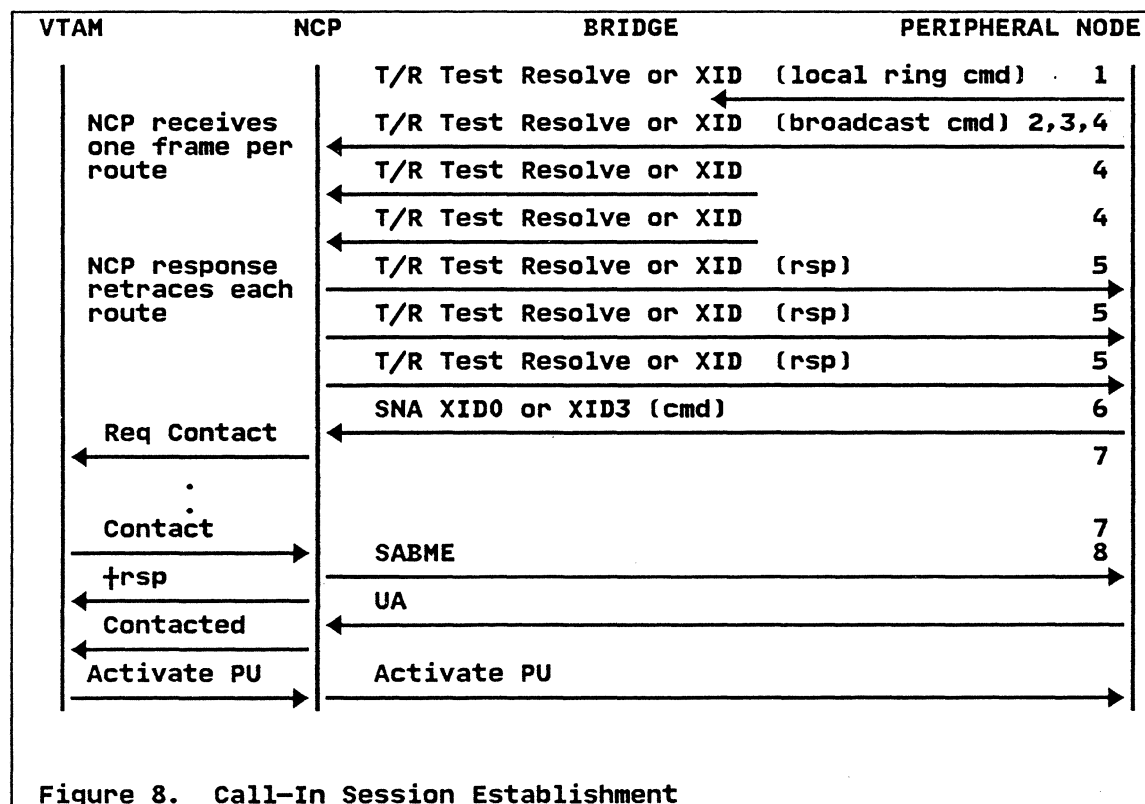 VTAM NCP BRIDGE PERIPHERAL NODE
T/R Test Resolve or XID (local ring cmd) 1
NCP receives T/R Test Resolve or XID (broadcast cmd) 2,3,4
one frame per
route T/R Test Resolve or XID 4
T/R Test Resolve or XID 4
NCP response T/R Test Resolve or XID (rsp) 5
retraces each
route T/R Test Resolve or XID (rsp) 5
T/R Test Resolve or XID (rsp) 5
SNA XID0 or XID3 (cmd) 6
Req Contact
7
.
.
Contact 7
SABME 8
+rsp
UA
Contacted
Activate PU Activate PU
Figure 8. Call-In Session Establishment